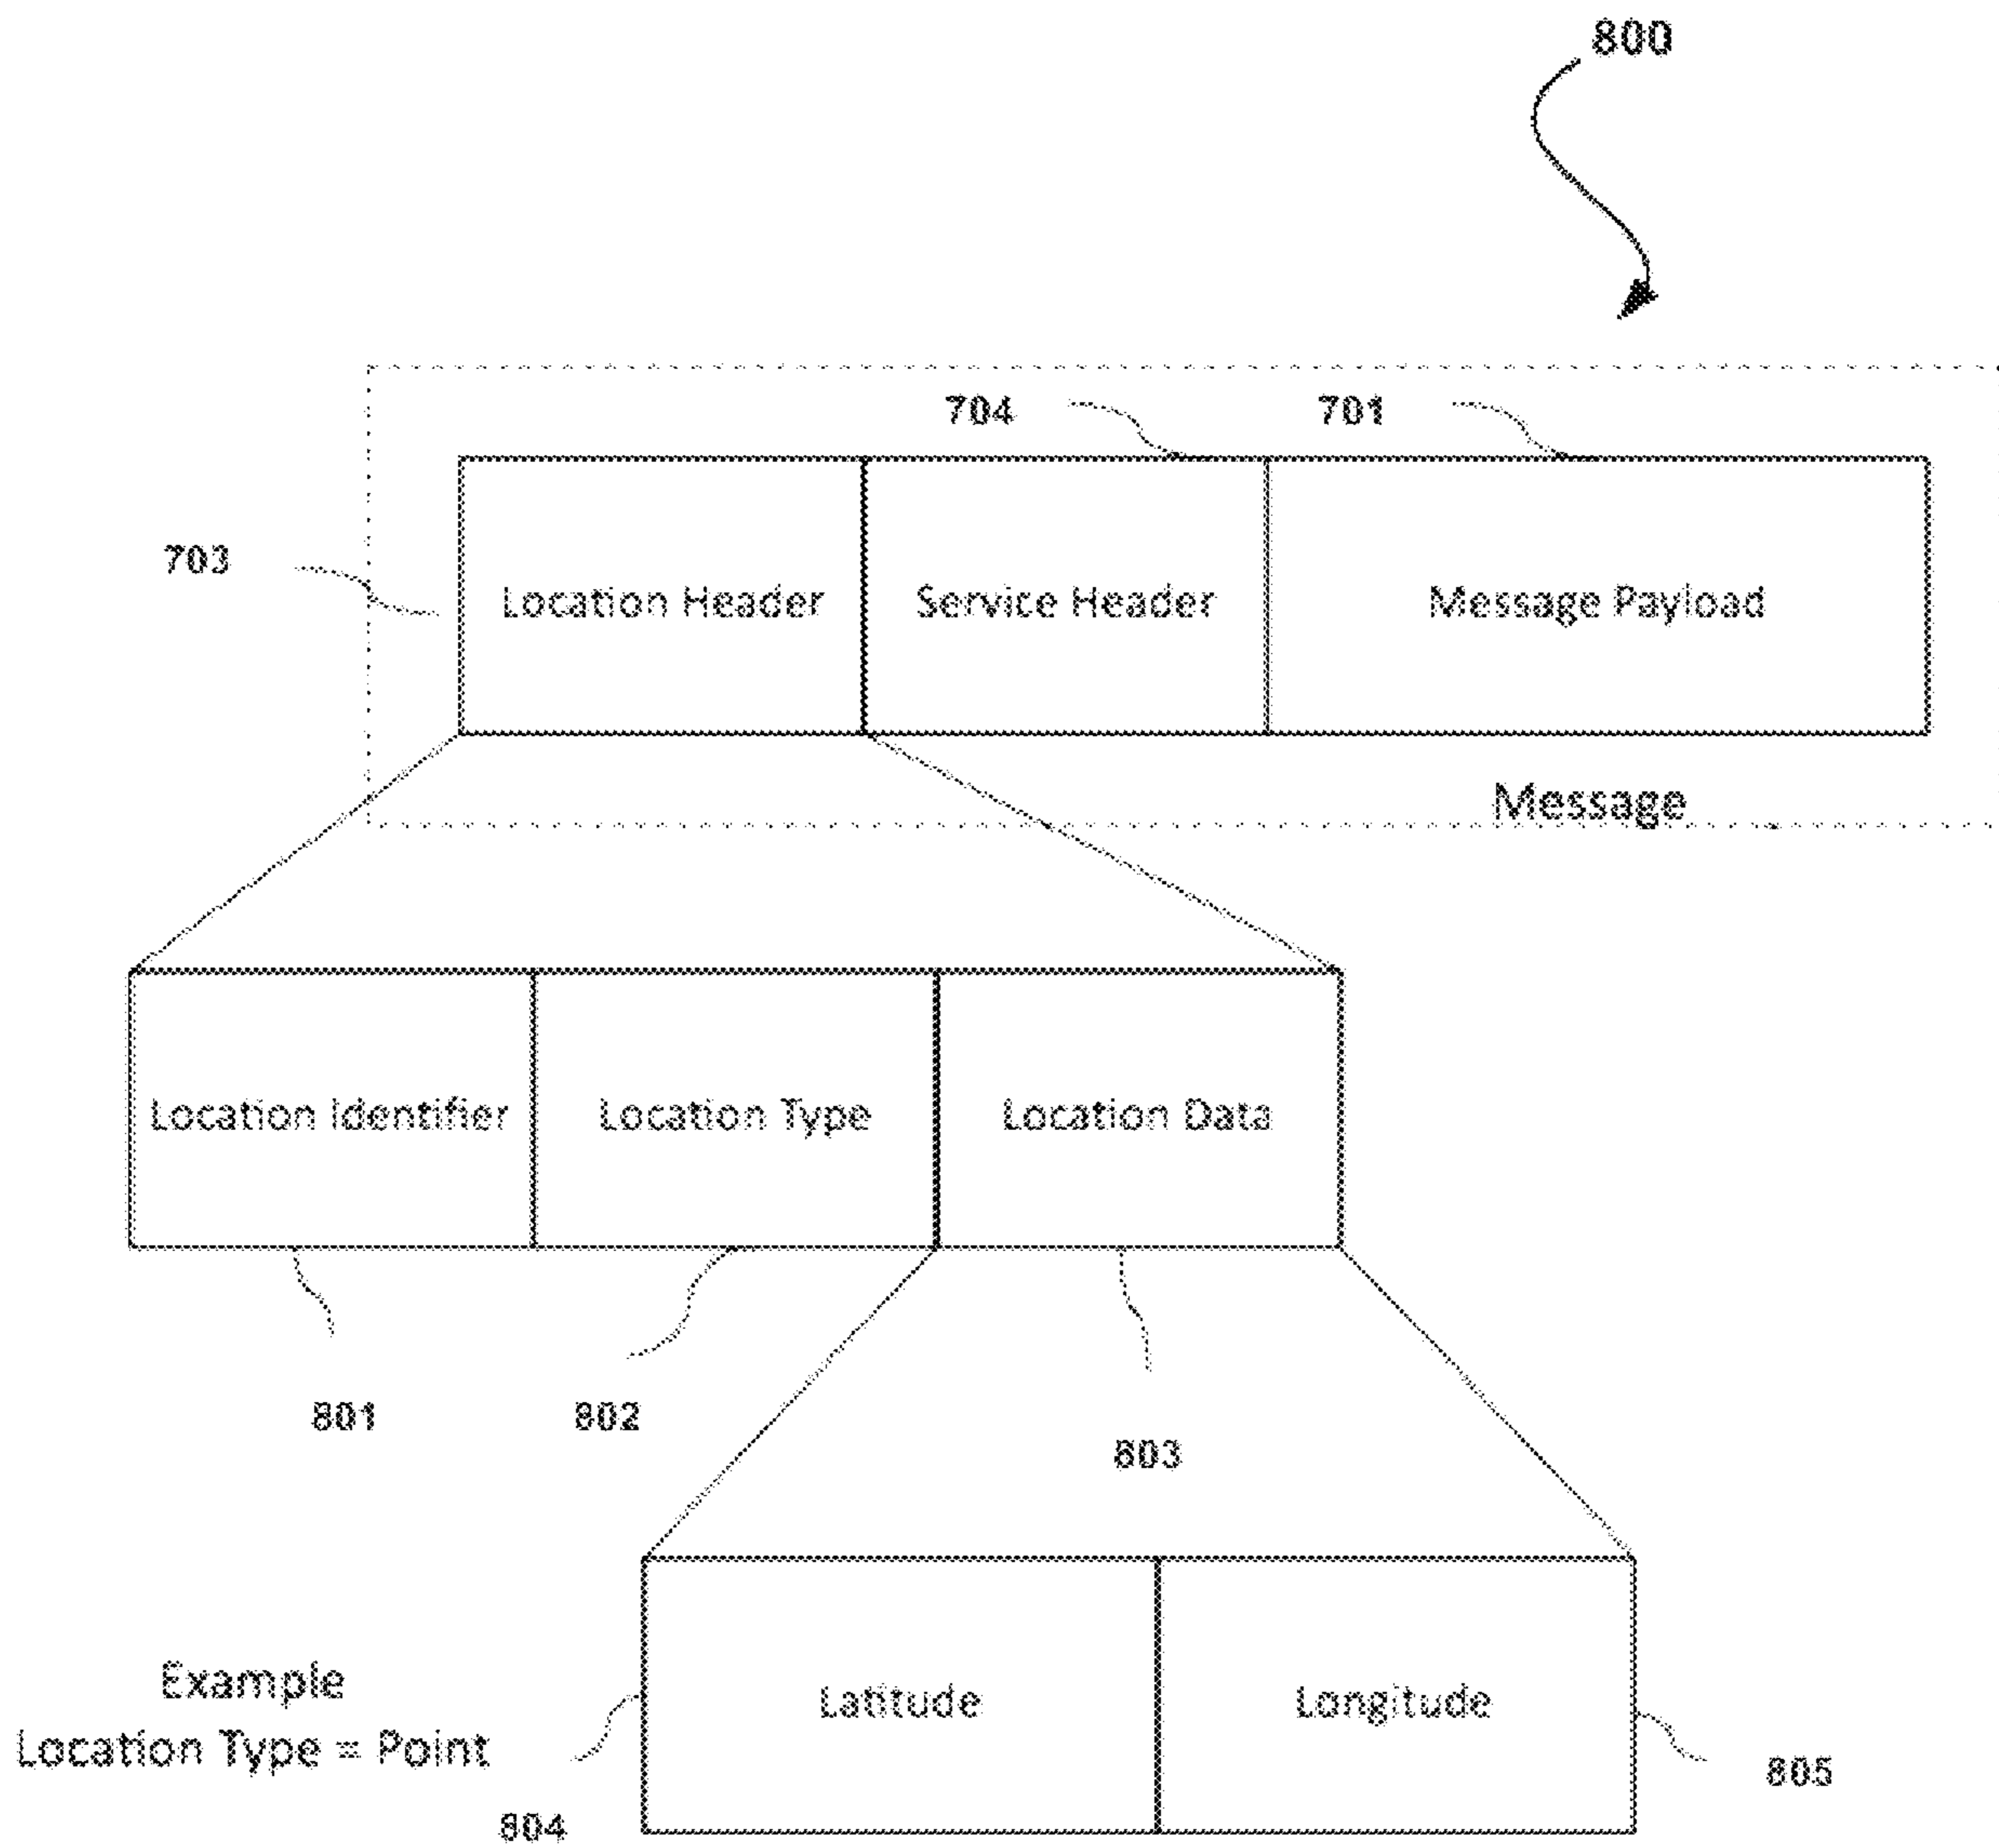 800
704 701
703
Location Header Service Header Message Payload
Message
Location Identifier Location Type Location Data
801 802
803
Example
Location Type = Point
Latitude Longitude
804
805